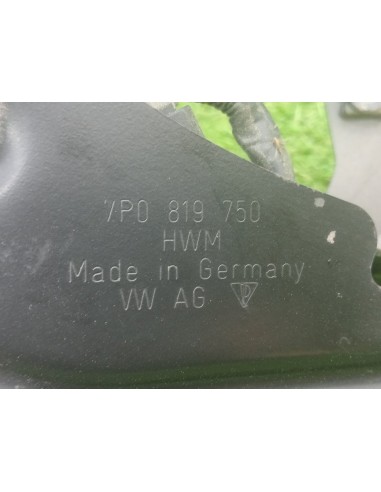 7P0 819 750
HWM
Made in Germany
VW AG